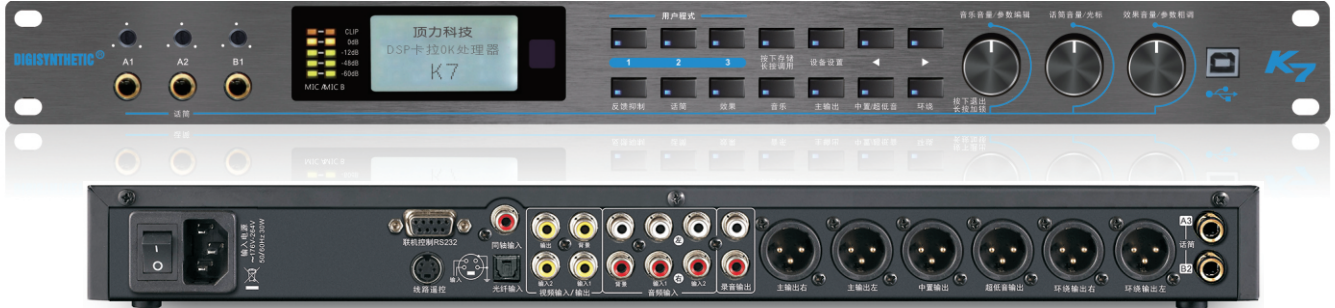 DIGISYNTHETIC®
A1 A2 B1
话筒
CLIP
0dB
-12dB
-48dB
-60dB
MIC A/MIC B
顶力科技
DSP卡拉OK处理器
K7
用户程式
1 2 3 按下存储 长按调用 设备设置 ◀ ▶
反馈抑制 话筒 效果 音乐 主输出 中置/超低音 环绕
音乐音量/参数编辑 话筒音量/光标 效果音量/参数粗调
按下退出
长按加锁
K7
I
O
输入电源
~176V-264V
50/60Hz 30W
联机控制RS232
线路遥控
输入
同轴输入
光纤输入
输出 背景
输入2 输入1
视频输入/输出
左
右
背景 输入1 输入2
音频输入
录音输出
主输出右 主输出左 中置输出 超低音输出 环绕输出右 环绕输出左
A3
话筒
B2